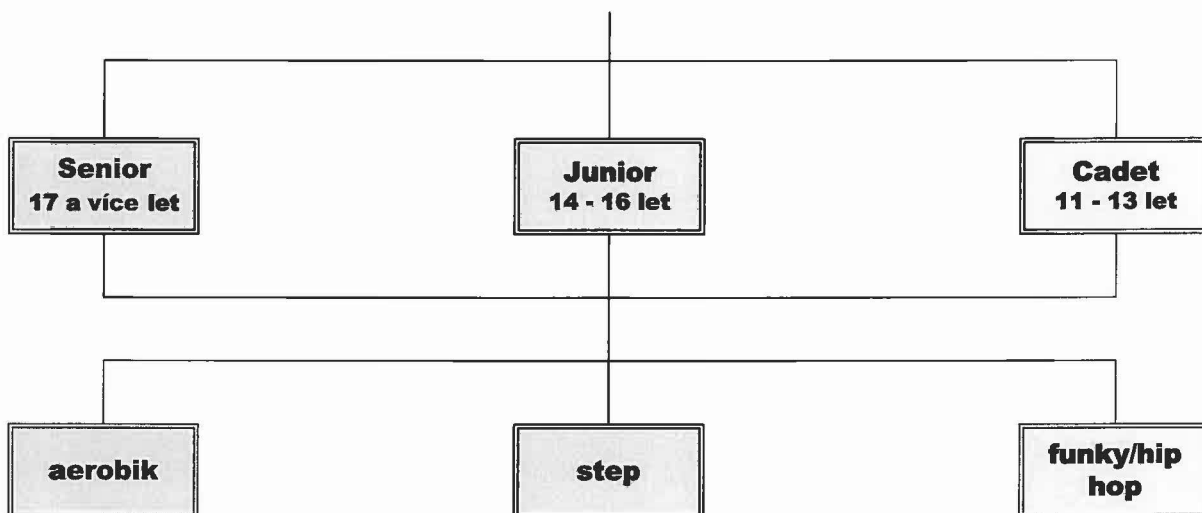 Senior
17 a více let
Junior
14 - 16 let
Cadet
11 - 13 let
aerobik
step
funky/hip
hop